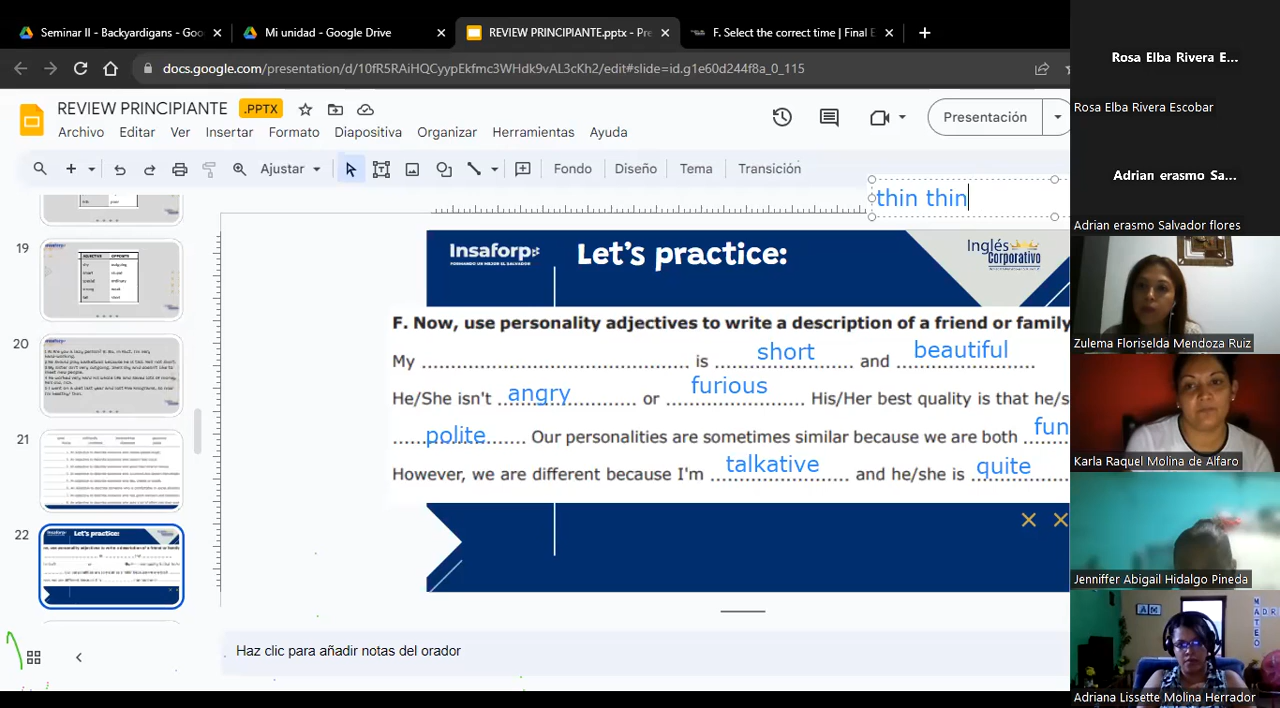 Seminar II - Backyardigans - Goo
Mi unidad - Google Drive
REVIEW PRINCIPIANTE.pptx - Pre
F. Select the correct time | Final E
docs.google.com/presentation/d/10fR5RAiHQCyypEkfmc3WHdk9vAL3cKh2/edit#slide=id.g1e60d244f8a_0_115
REVIEW PRINCIPIANTE .PPTX
Archivo Editar Ver Insertar Formato Diapositiva Organizar Herramientas Ayuda
Presentación
Ajustar Fondo Diseño Tema Transición
thin thin
19
20
21
22
Insaforp
FORMANDO UN MEJOR EL SALVADOR
Let's practice:
Inglés
Corporativo
F. Now, use personality adjectives to write a description of a friend or family
My ........ is short and beautiful
He/She isn't angry or furious His/Her best quality is that he/s
polite Our personalities are sometimes similar because we are both fun
However, we are different because I'm talkative and he/she is quite
Haz clic para añadir notas del orador
Rosa Elba Rivera E...
Rosa Elba Rivera Escobar
Adrian erasmo Sa...
Adrian erasmo Salvador flores
Zulema Floriselda Mendoza Ruiz
Karla Raquel Molina de Alfaro
Jenniffer Abigail Hidalgo Pineda
Adriana Lissette Molina Herrador